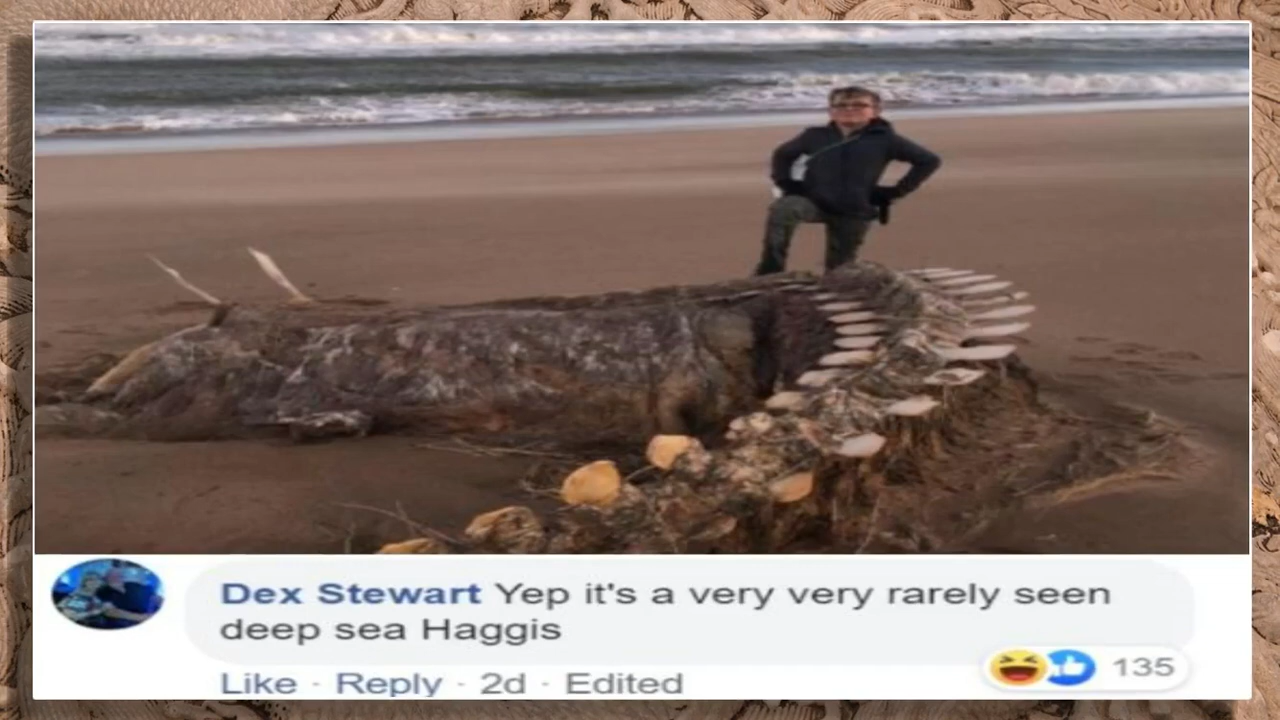 Dex Stewart Yep it's a very very rarely seen
deep sea Haggis
Like · Reply · 2d · Edited
135